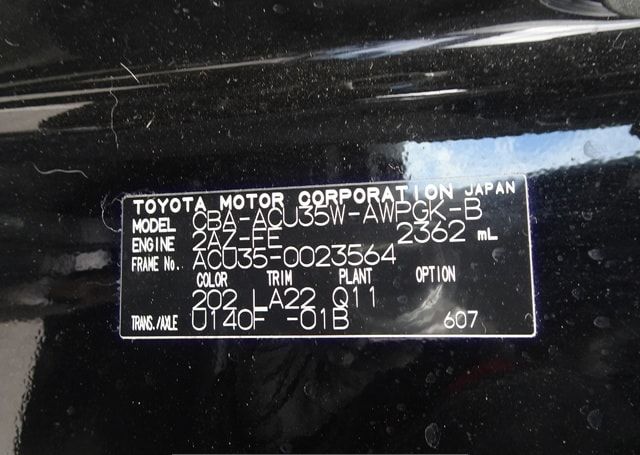 TOYOTA MOTOR CORPORATION JAPAN
MODEL CBA-ACU35W-AWPGK-B
ENGINE 2AZ-FE 2362 mL
FRAME No. ACU35-0023564
COLOR TRIM PLANT OPTION
202 LA22 Q11
TRANS./AXLE U140F -01B 607